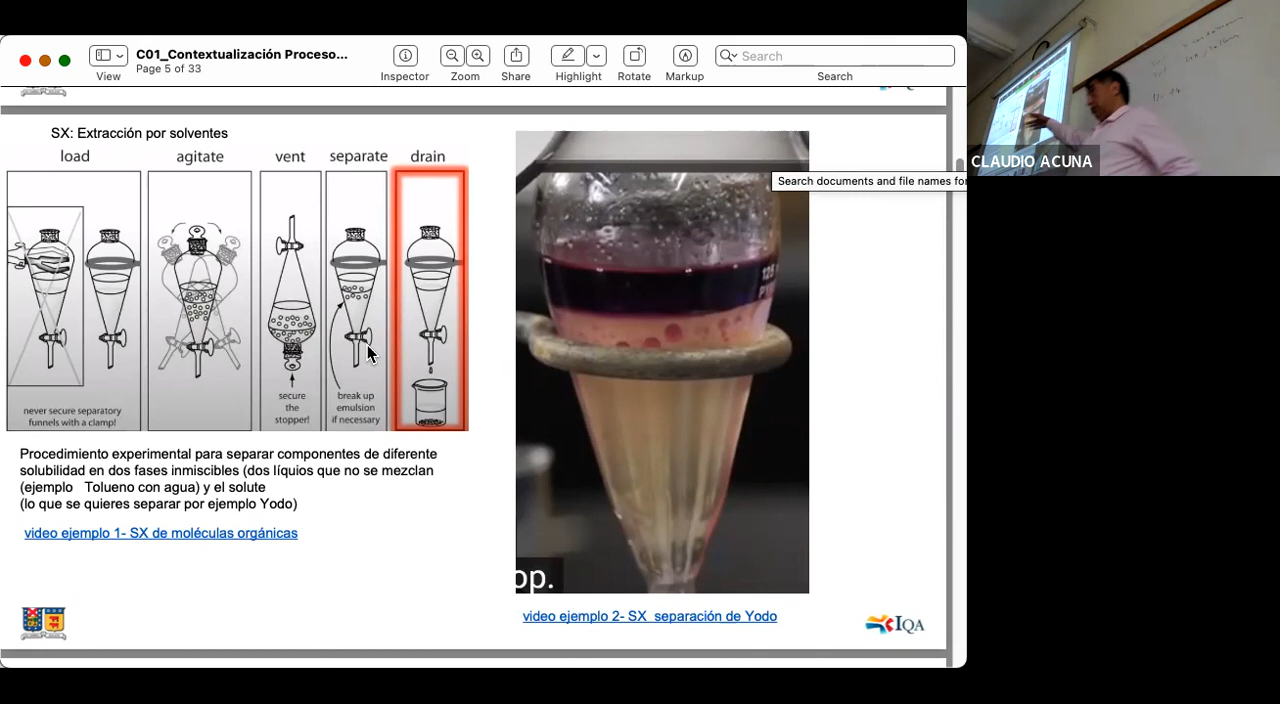 C01_Contextualización Proceso...
Page 5 of 33
View
Inspector
Zoom
Share
Highlight
Rotate
Markup
Search
Search
SX: Extracción por solventes
load
agitate
vent
separate
drain
never secure separatory
funnels with a clamp!
secure
the
stopper!
break up
emulsion
if necessary
Procedimiento experimental para separar componentes de diferente
solubilidad en dos fases inmiscibles (dos líquios que no se mezclan
(ejemplo Tolueno con agua) y el solute
(lo que se quieres separar por ejemplo Yodo)
video ejemplo 1- SX de moléculas orgánicas
Search documents and file names for
op.
video ejemplo 2- SX separación de Yodo
IQA
CLAUDIO ACUNA